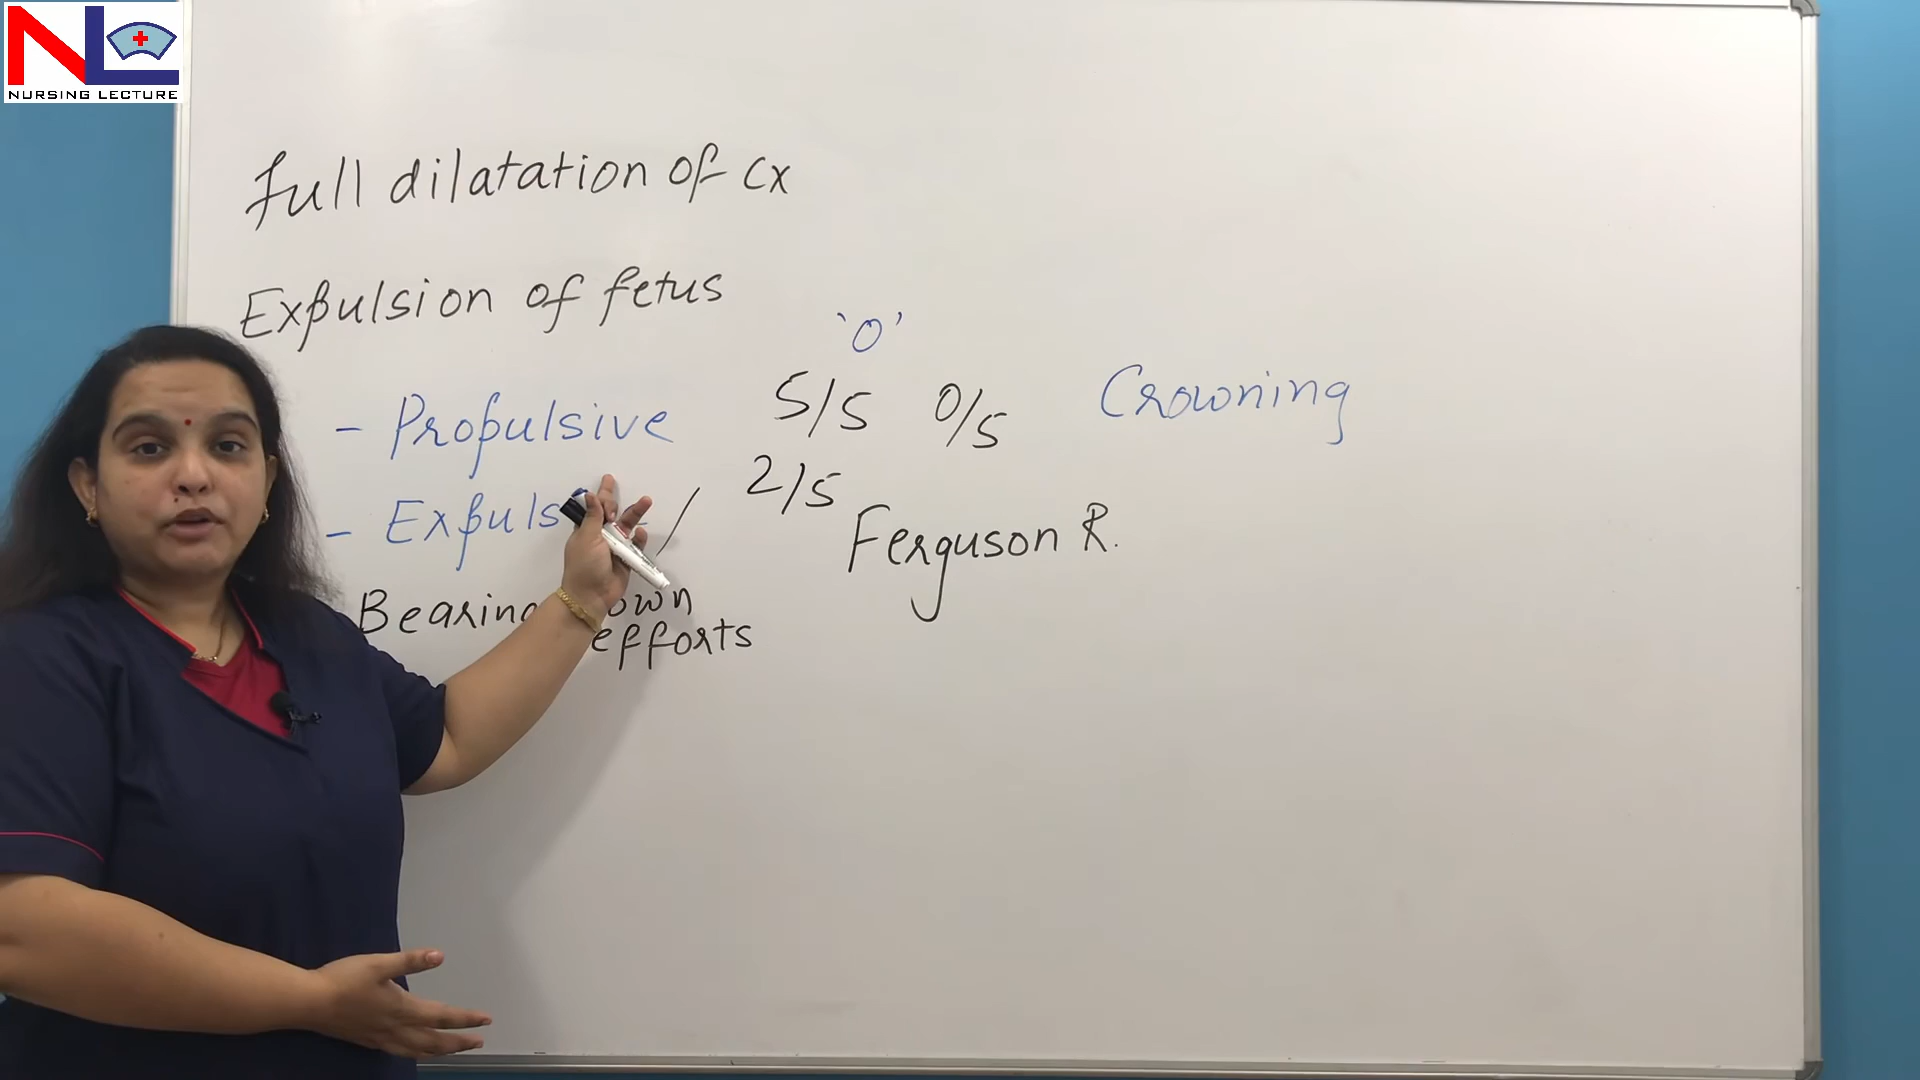 NL
NURSING LECTURE
Full dilatation of Cx
Expulsion of fetus
'0'
- Propulsive 5/5 0/5 Crowning
2/5
- Ferguson R.
efforts